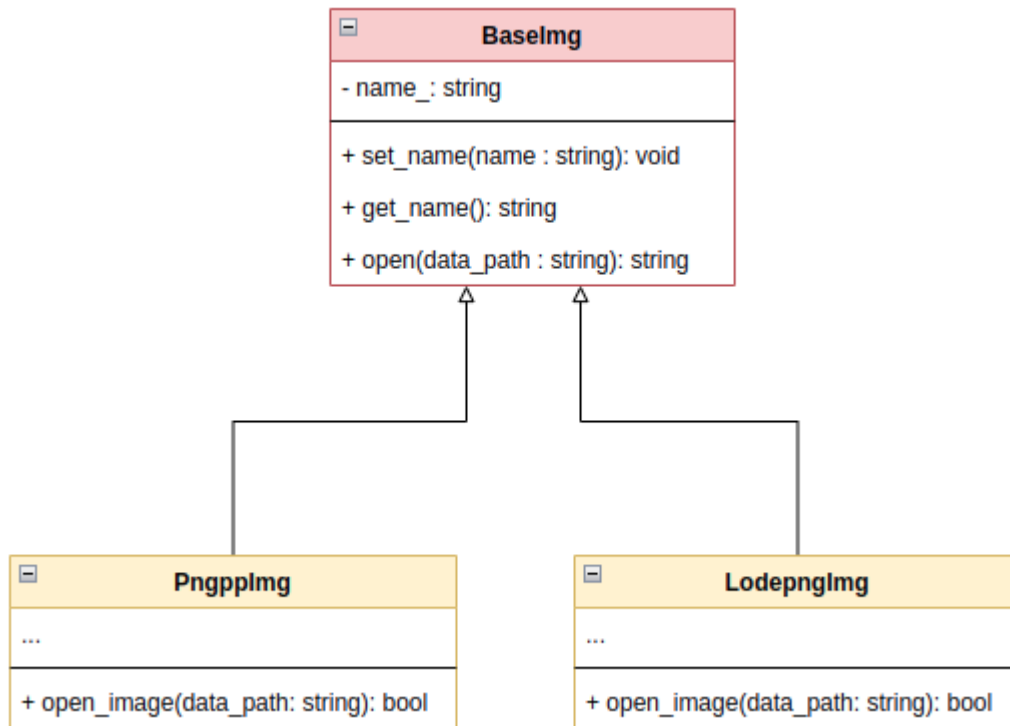 BaseImg
- name_: string
+ set_name(name : string): void
+ get_name(): string
+ open(data_path : string): string
PngppImg
...
+ open_image(data_path: string): bool
LodepngImg
...
+ open_image(data_path: string): bool